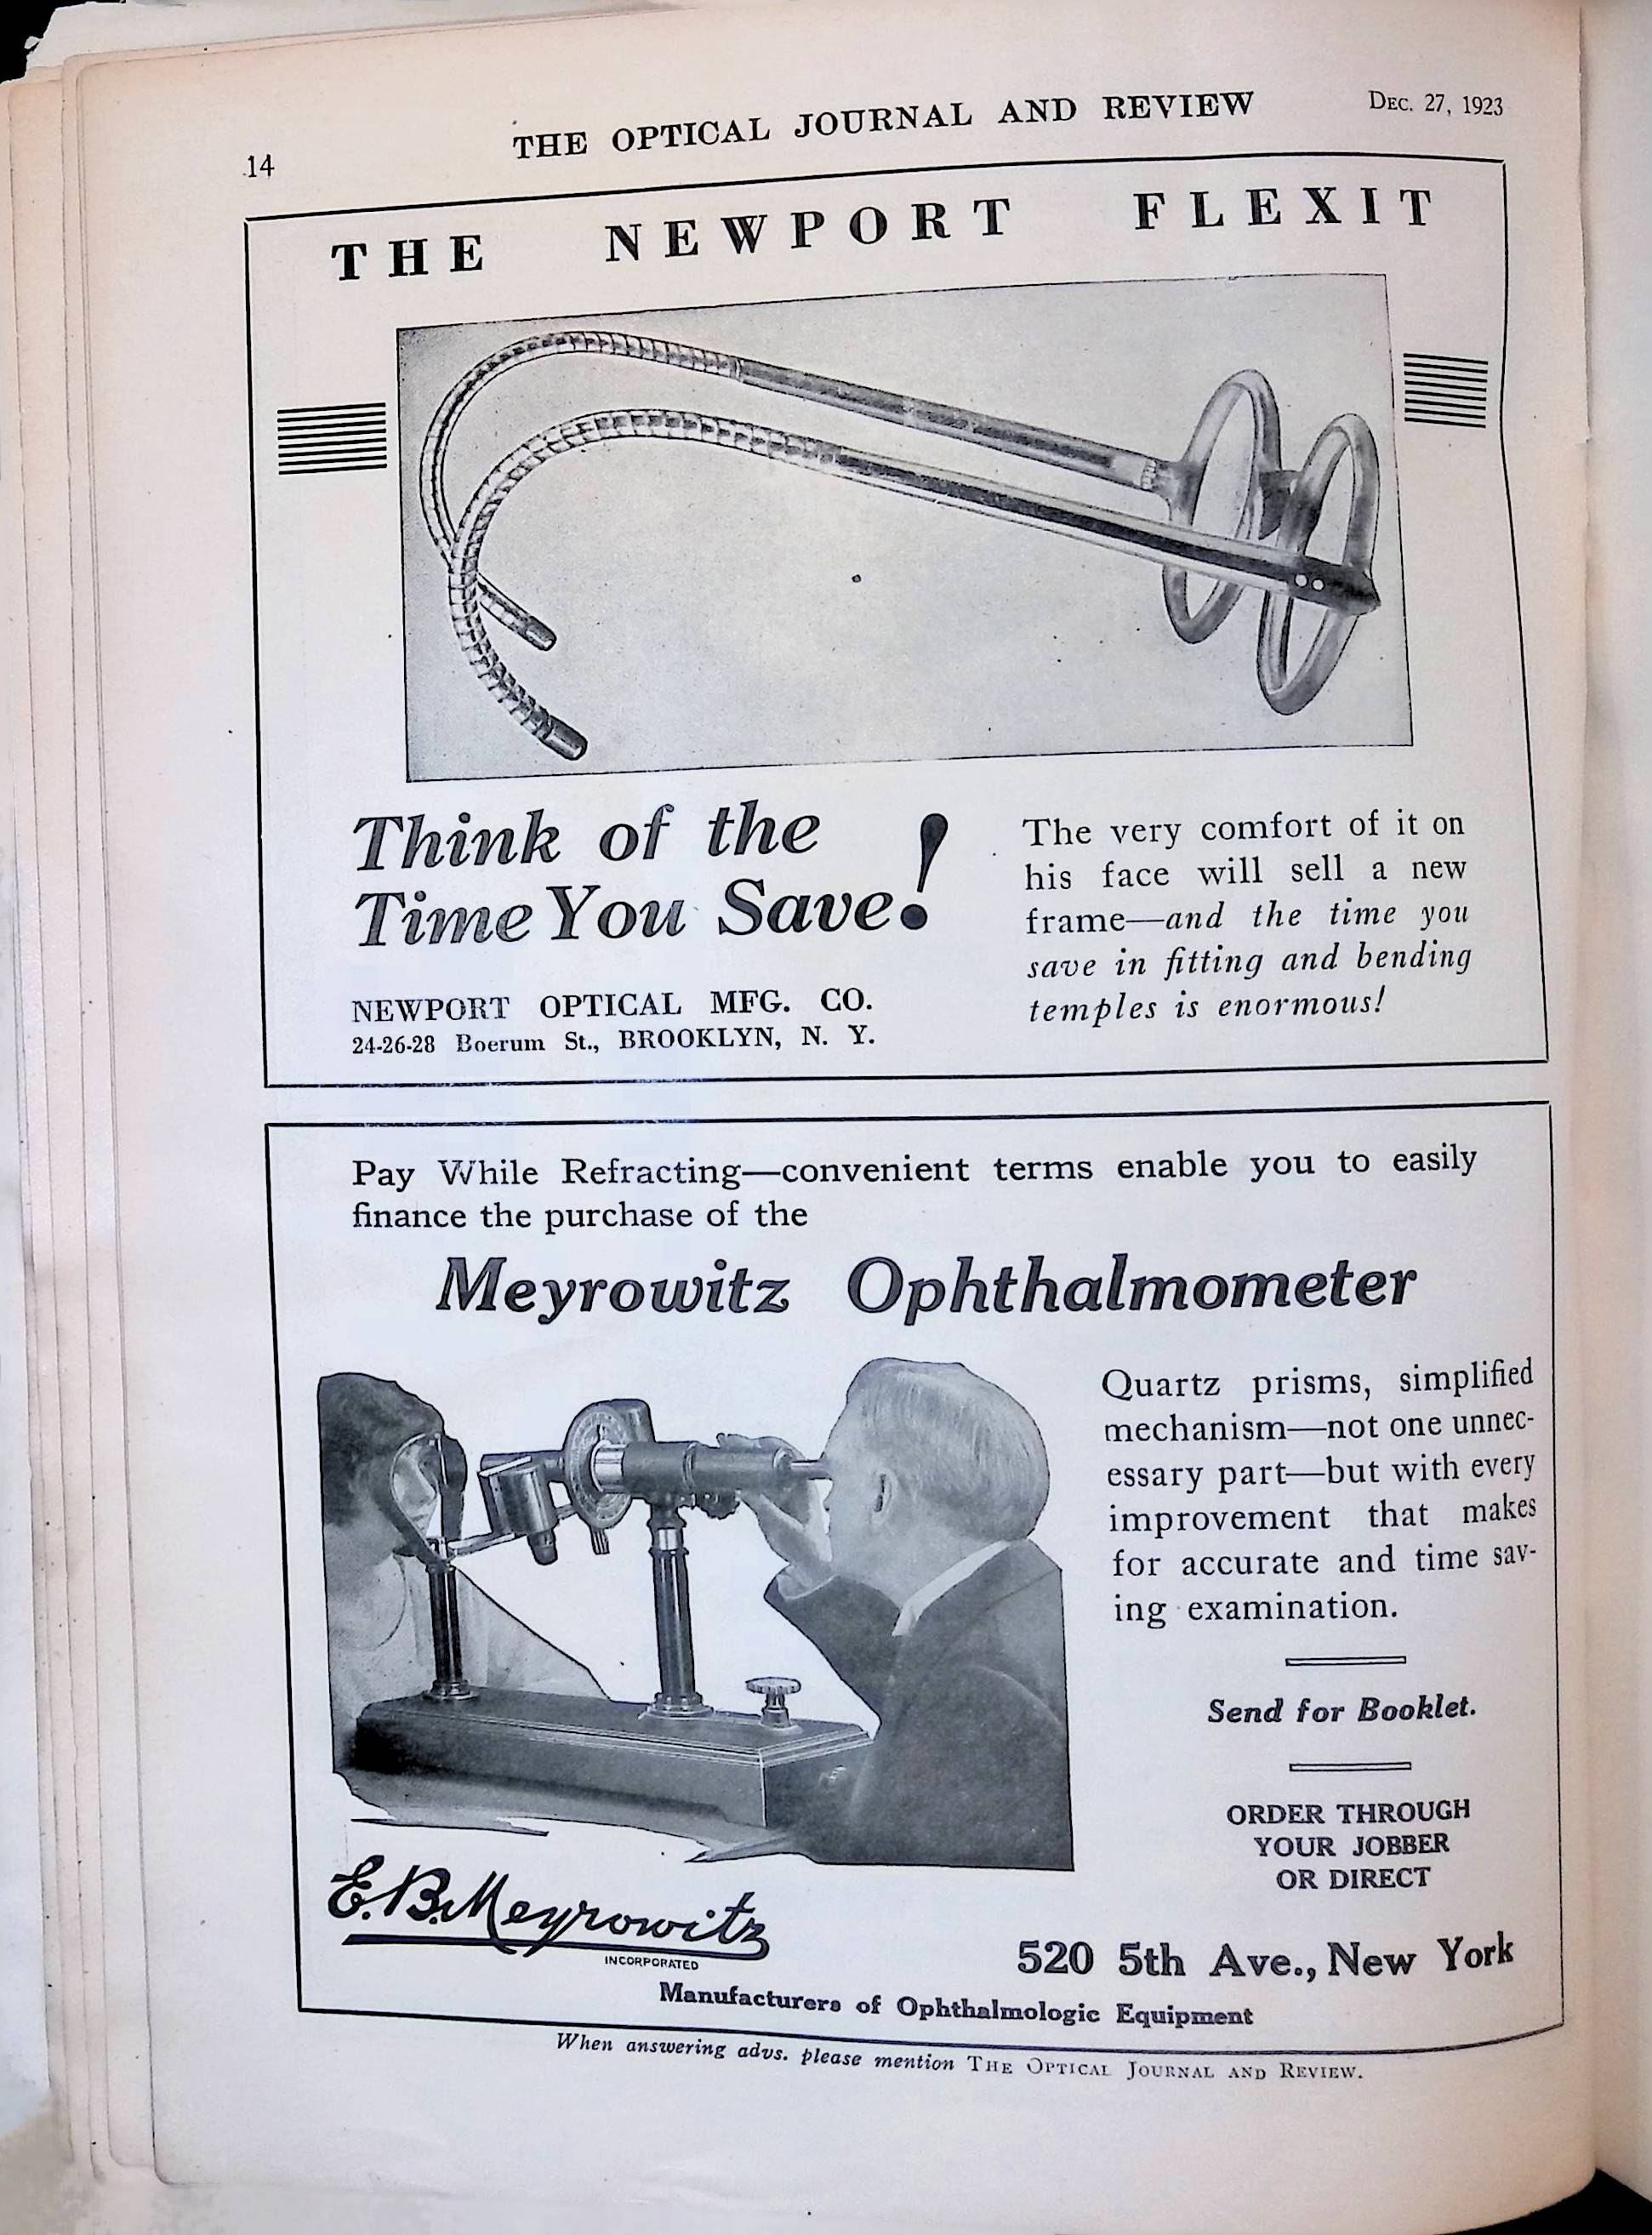 14
THE OPTICAL JOURNAL AND REVIEW
DEC. 27, 1923
THE NEWPORT FLEXIT
Think of the
Time You Save!
NEWPORT OPTICAL MFG. CO.
24-26-28 Boerum St., BROOKLYN, N. Y.
The very comfort of it on
his face will sell a new
frame—and the time you
save in fitting and bending
temples is enormous!
Pay While Refracting—convenient terms enable you to easily
finance the purchase of the
Meyrowitz Ophthalmometer
Quartz prisms, simplified
mechanism—not one unnec-
essary part—but with every
improvement that makes
for accurate and time sav-
ing examination.
Send for Booklet.
ORDER THROUGH
YOUR JOBBER
OR DIRECT
E.B. Meyrowitz
INCORPORATED
520 5th Ave., New York
Manufacturers of Ophthalmologic Equipment
When answering advs. please mention THE OPTICAL JOURNAL AND REVIEW.